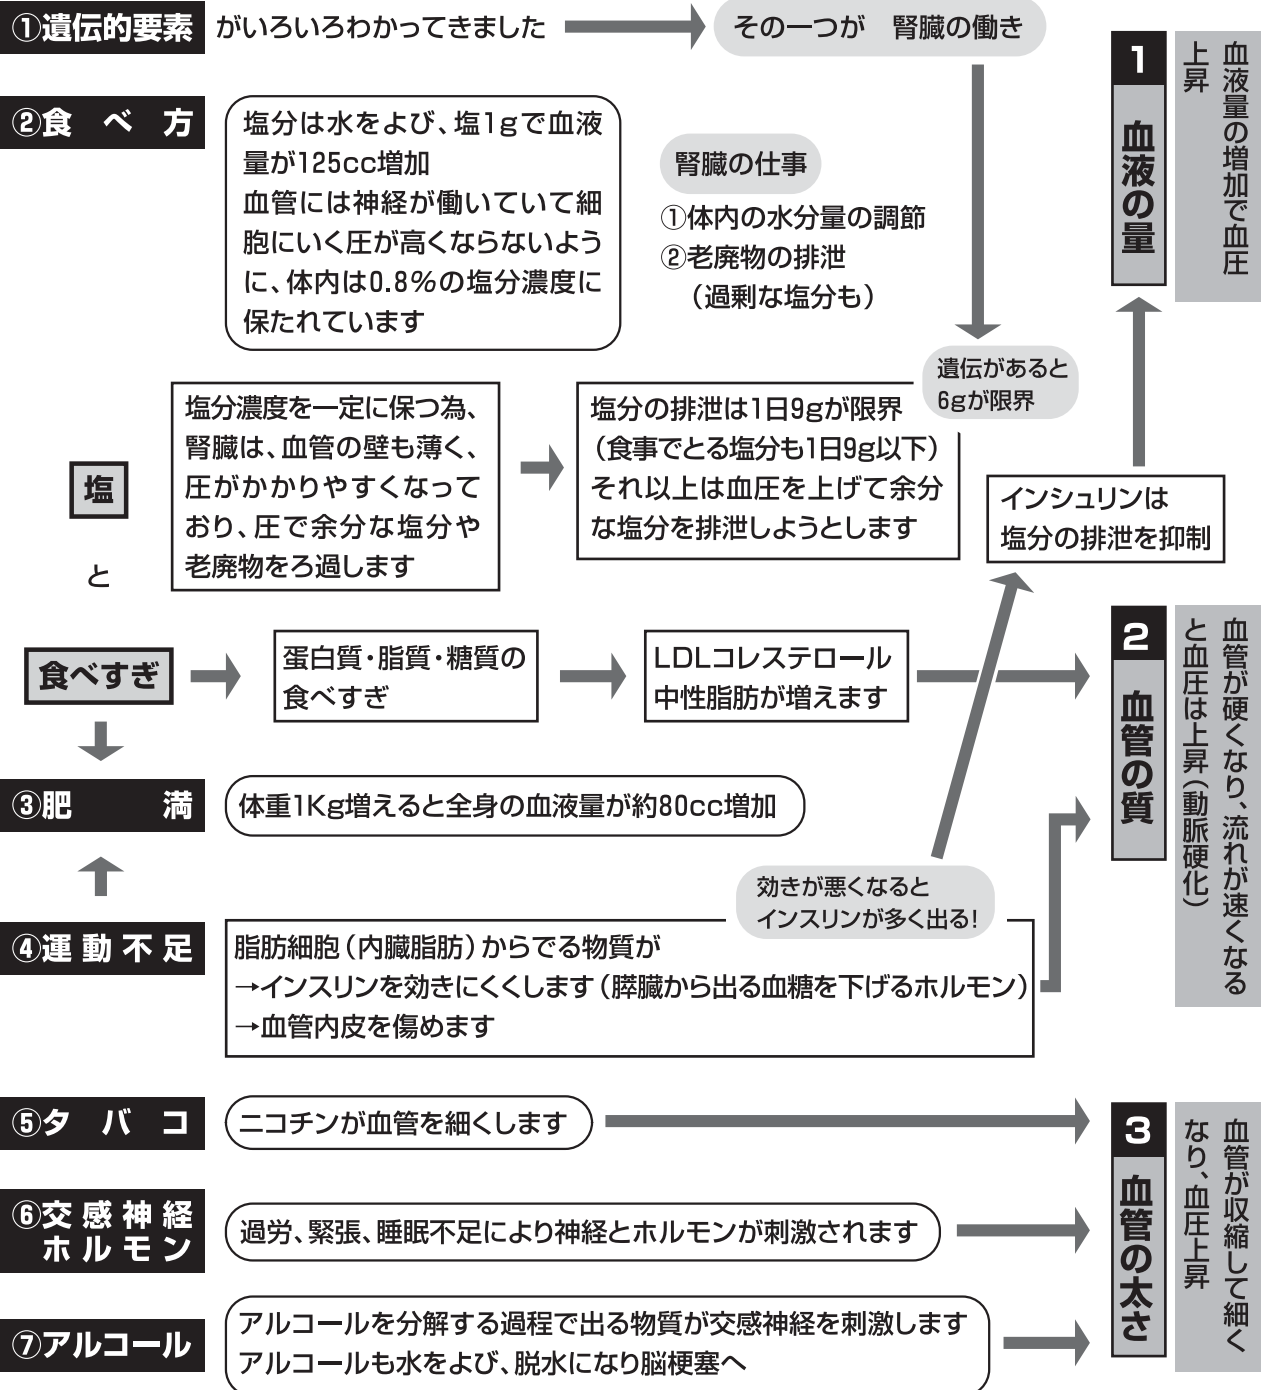 ①遺伝的要素
がいろいろわかってきました
その一つが　腎臓の働き
②食べ方
塩分は水をよび、塩1gで血液
量が125cc増加
血管には神経が働いていて細
胞にいく圧が高くならないよう
に、体内は0.8%の塩分濃度に
保たれています
腎臓の仕事
①体内の水分量の調節
②老廃物の排泄
（過剰な塩分も）
遺伝があると
6gが限界
1 血液の量
血液量の増加で血圧
上昇
塩
と
食べすぎ
塩分濃度を一定に保つ為、
腎臓は、血管の壁も薄く、
圧がかかりやすくなって
おり、圧で余分な塩分や
老廃物をろ過します
塩分の排泄は1日9gが限界
（食事でとる塩分も1日9g以下）
それ以上は血圧を上げて余分
な塩分を排泄しようとします
インシュリンは
塩分の排泄を抑制
蛋白質・脂質・糖質の
食べすぎ
LDLコレステロール
中性脂肪が増えます
2 血管の質
血管が硬くなり、流れが速くなる
と血圧は上昇（動脈硬化）
③肥満
体重1Kg増えると全身の血液量が約80cc増加
効きが悪くなると
インスリンが多く出る!
④運動不足
脂肪細胞（内臓脂肪）からでる物質が
→インスリンを効きにくくします（膵臓から出る血糖を下げるホルモン）
→血管内皮を傷めます
⑤タバコ
ニコチンが血管を細くします
3 血管の太さ
血管が収縮して細く
なり、血圧上昇
⑥交感神経
ホルモン
過労、緊張、睡眠不足により神経とホルモンが刺激されます
⑦アルコール
アルコールを分解する過程で出る物質が交感神経を刺激します
アルコールも水をよび、脱水になり脳梗塞へ